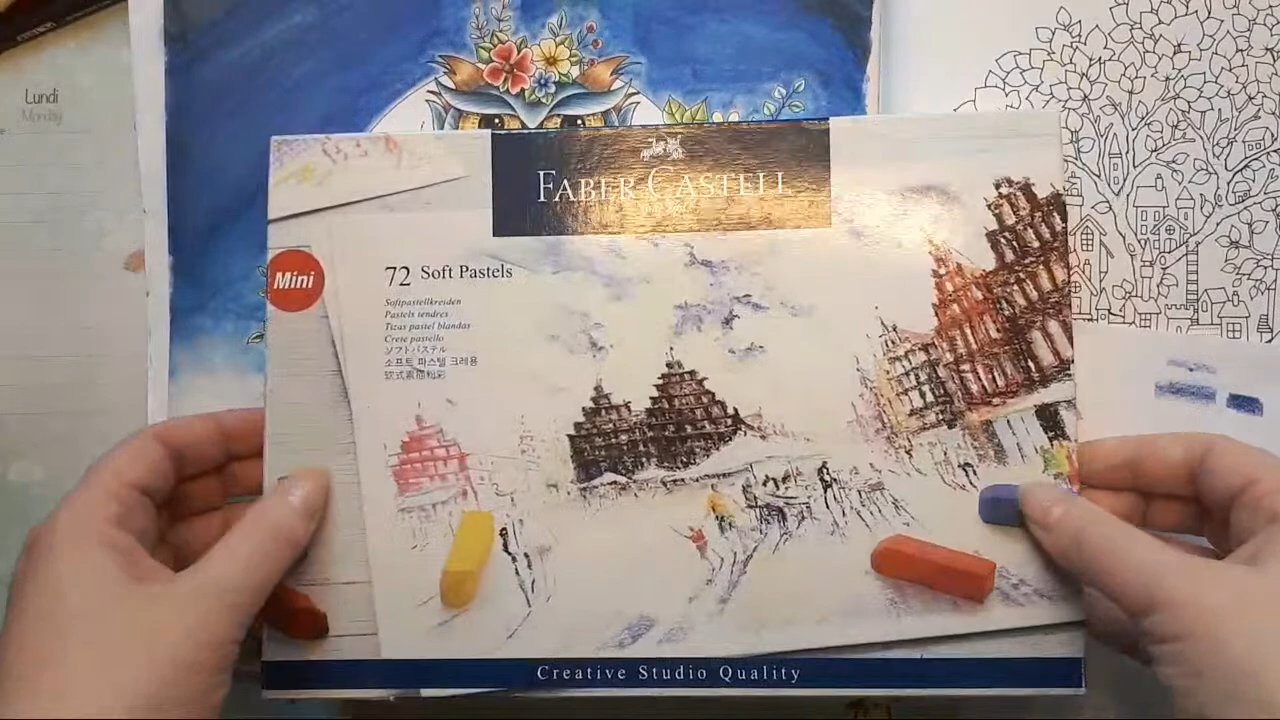 Lundi
Monday
FABER-CASTELL
Mini
72 Soft Pastels
Softpastellkreiden
Pastels tendres
Tizas pastel blandas
Crete pastello
ソフトパステル
소프트 파스텔 크레용
软式素描粉彩
Creative Studio Quality